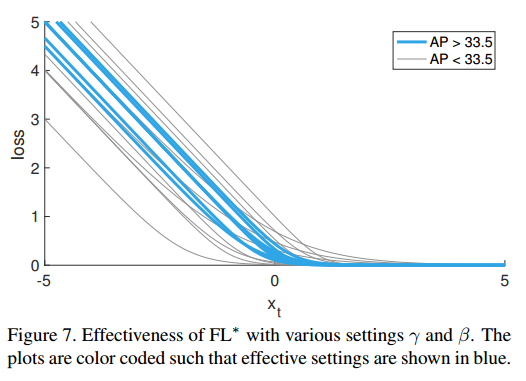 5
4
3
2
1
0
loss
-5
0
5
x_t
AP > 33.5
AP < 33.5
Figure 7. Effectiveness of FL* with various settings γ and β. The
plots are color coded such that effective settings are shown in blue.